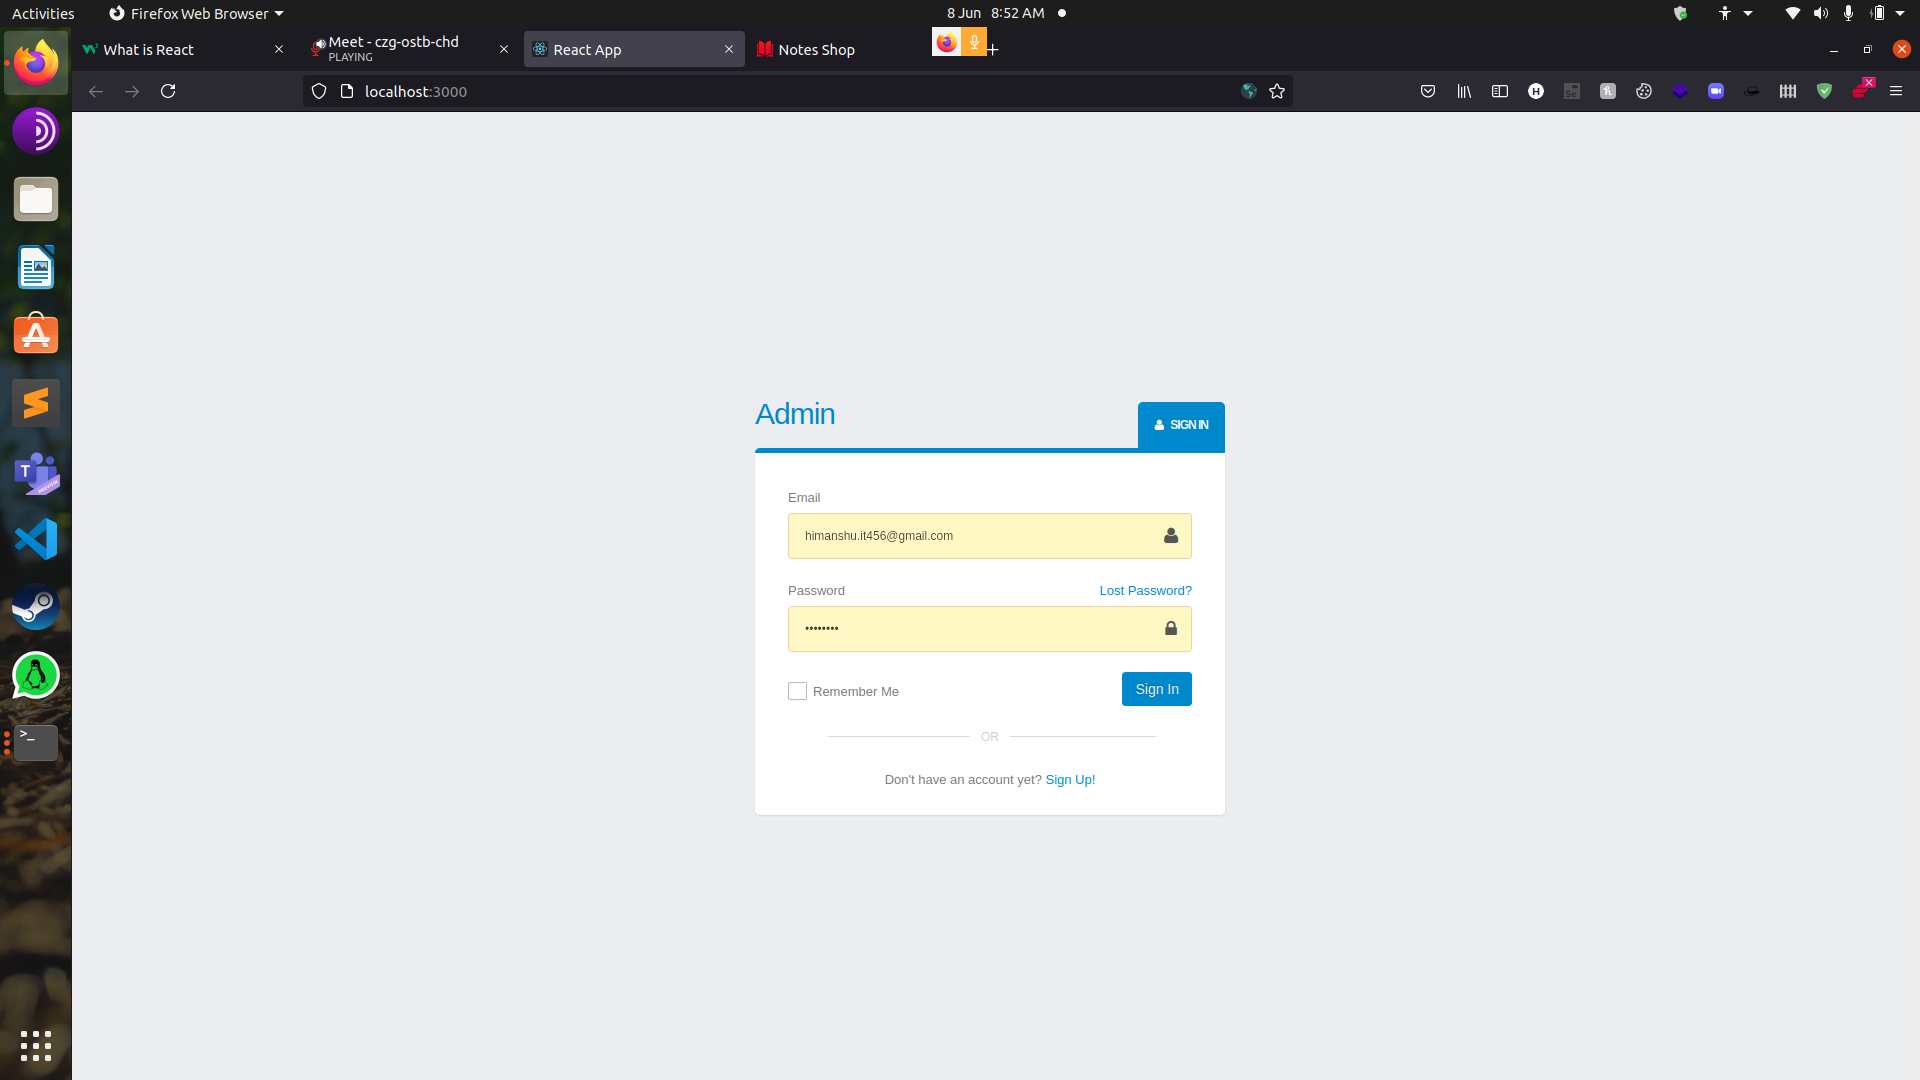 Activities
Firefox Web Browser
8 Jun 8:52 AM
What is React
Meet - czg-ostb-chd
PLAYING
React App
Notes Shop
localhost:3000
Admin
SIGN IN
Email
himanshu.it456@gmail.com
Password
Lost Password?
••••••••
Remember Me
Sign In
OR
Don't have an account yet? Sign Up!